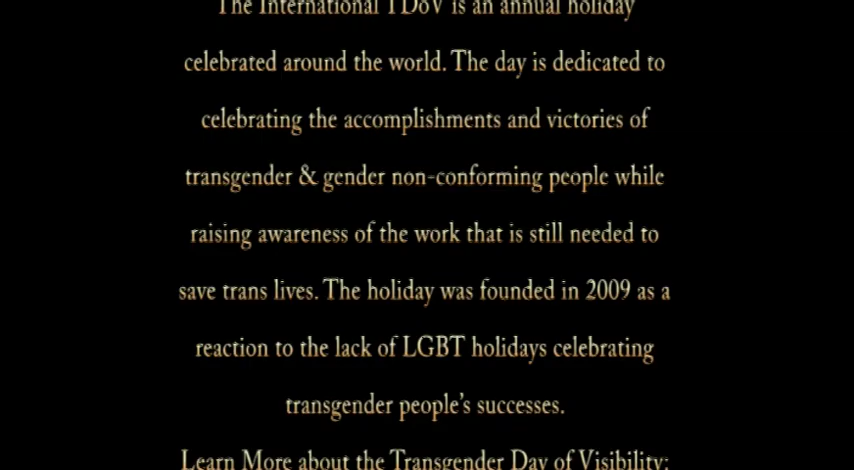 The International TDoV is an annual holiday
celebrated around the world. The day is dedicated to
celebrating the accomplishments and victories of
transgender & gender non-conforming people while
raising awareness of the work that is still needed to
save trans lives. The holiday was founded in 2009 as a
reaction to the lack of LGBT holidays celebrating
transgender people's successes.
Learn More about the Transgender Day of Visibility: